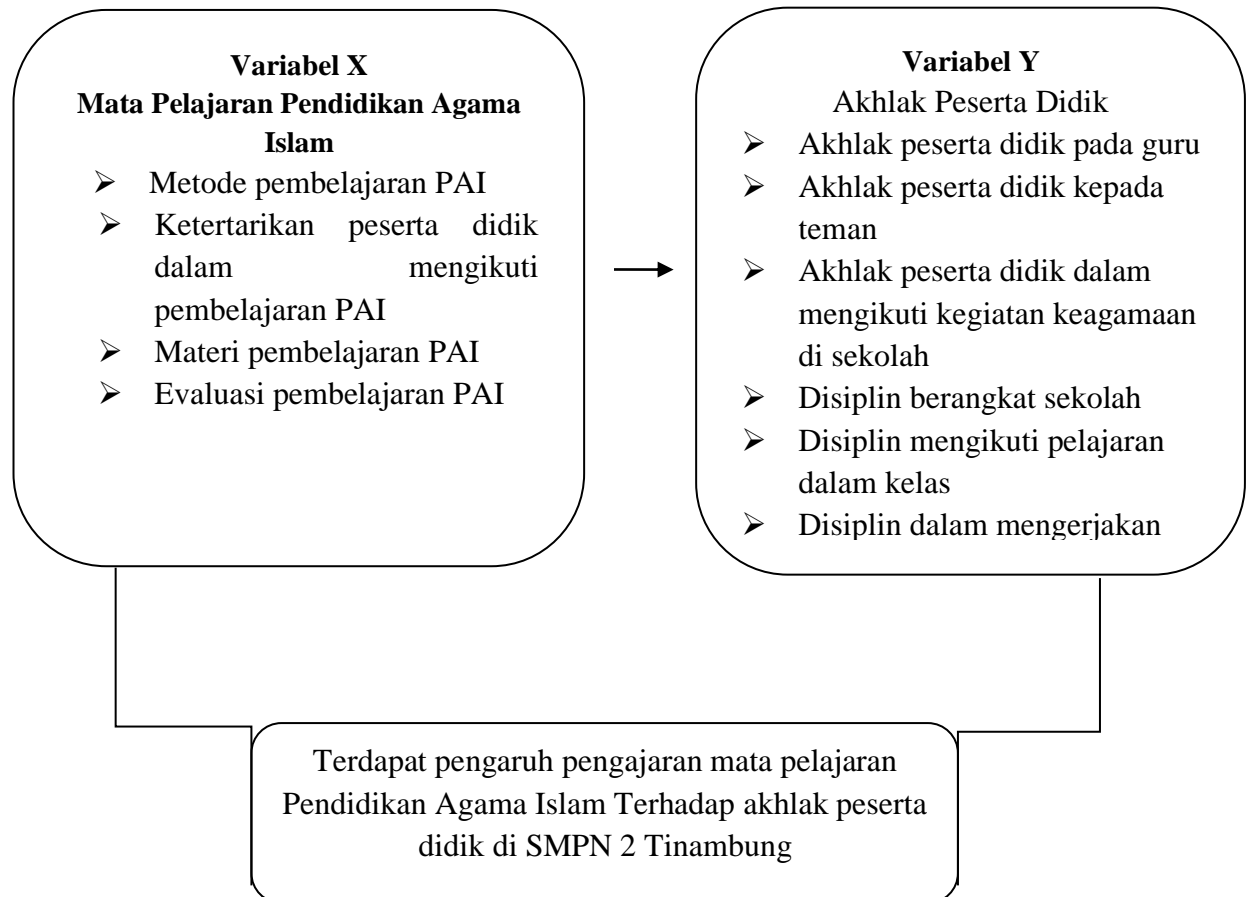 Variabel X
Mata Pelajaran Pendidikan Agama
Islam
➢ Metode pembelajaran PAI
➢ Ketertarikan peserta didik
dalam mengikuti
pembelajaran PAI
➢ Materi pembelajaran PAI
➢ Evaluasi pembelajaran PAI
Variabel Y
Akhlak Peserta Didik
➢ Akhlak peserta didik pada guru
➢ Akhlak peserta didik kepada
teman
➢ Akhlak peserta didik dalam
mengikuti kegiatan keagamaan
di sekolah
➢ Disiplin berangkat sekolah
➢ Disiplin mengikuti pelajaran
dalam kelas
➢ Disiplin dalam mengerjakan
Terdapat pengaruh pengajaran mata pelajaran
Pendidikan Agama Islam Terhadap akhlak peserta
didik di SMPN 2 Tinambung